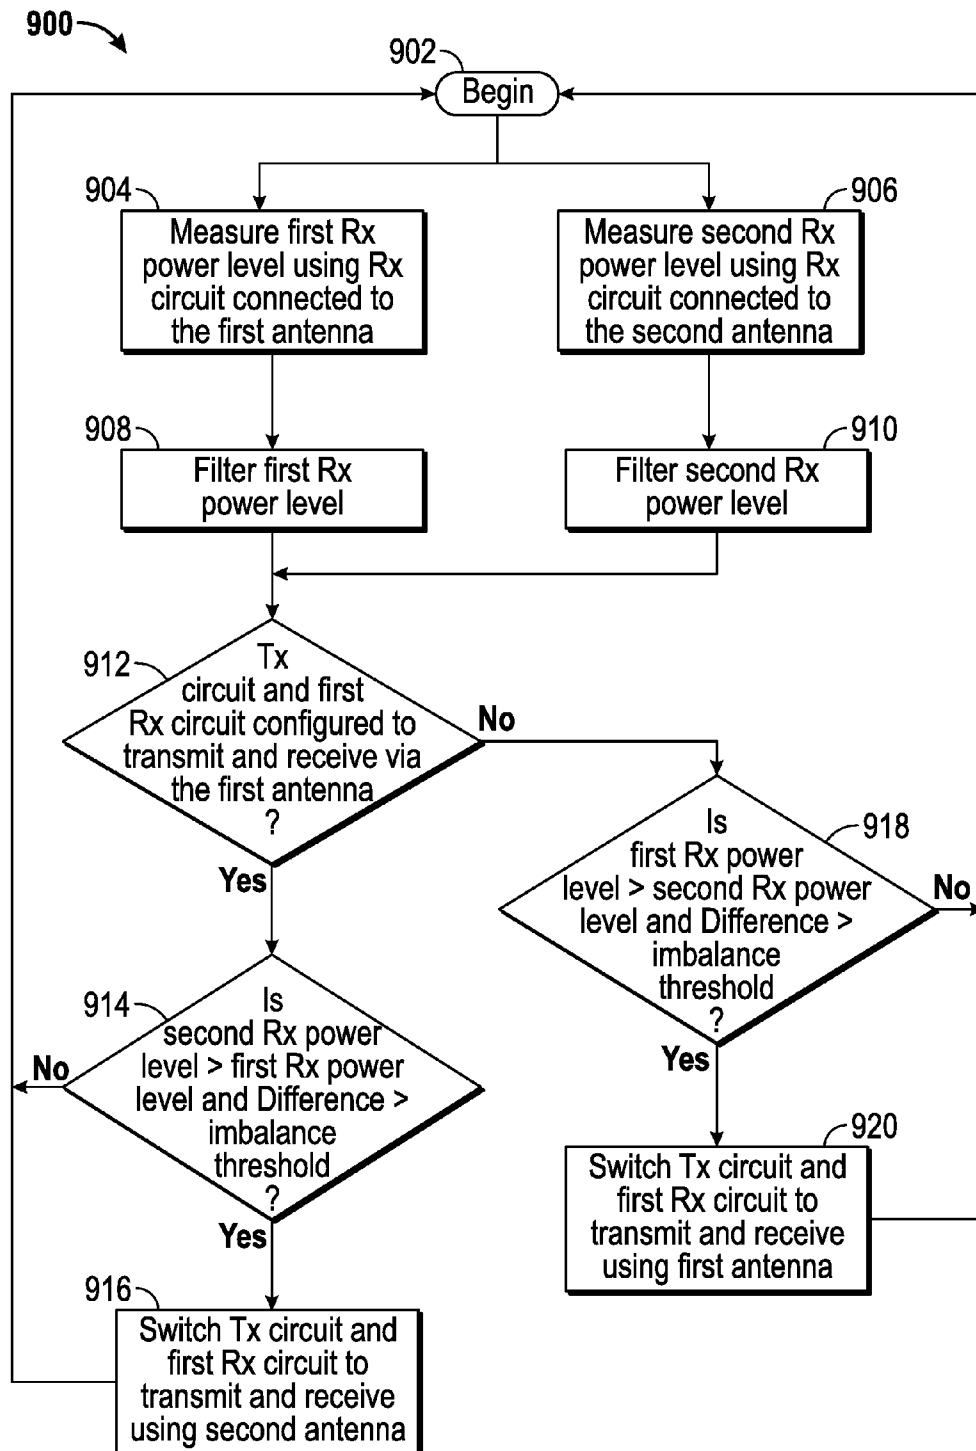 900
902
Begin
904
Measure first Rx
power level using Rx
circuit connected to
the first antenna
906
Measure second Rx
power level using Rx
circuit connected to
the second antenna
908
Filter first Rx
power level
910
Filter second Rx
power level
912
Tx
circuit and first
Rx circuit configured to
transmit and receive via
the first antenna
?
No
Yes
918
Is
first Rx power
level > second Rx power
level and Difference >
imbalance
threshold
?
No
Yes
914
Is
second Rx power
level > first Rx power
level and Difference >
imbalance
threshold
?
No
Yes
920
Switch Tx circuit and
first Rx circuit to
transmit and receive
using first antenna
916
Switch Tx circuit and
first Rx circuit to
transmit and receive
using second antenna